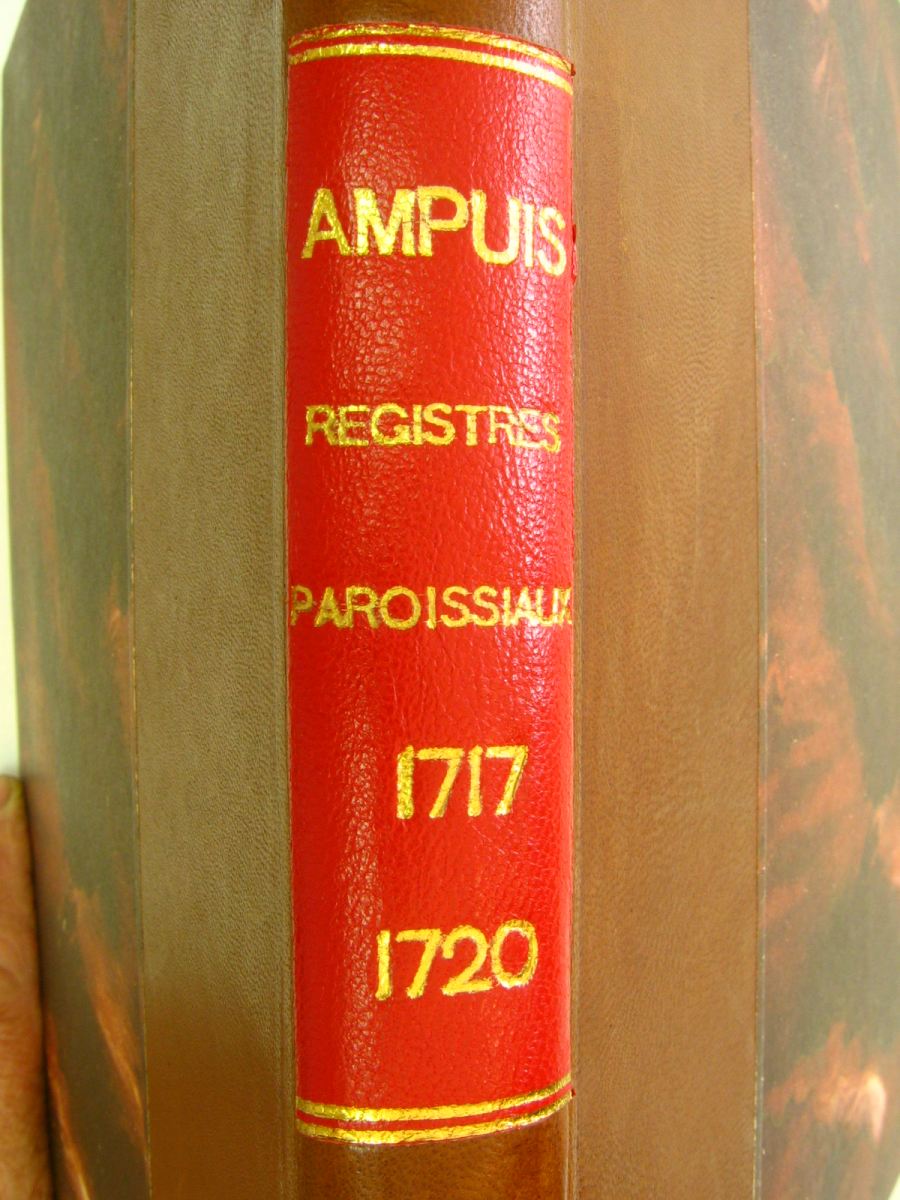 AMPUIS
REGISTRES
PAROISSIAUX
1717
1720